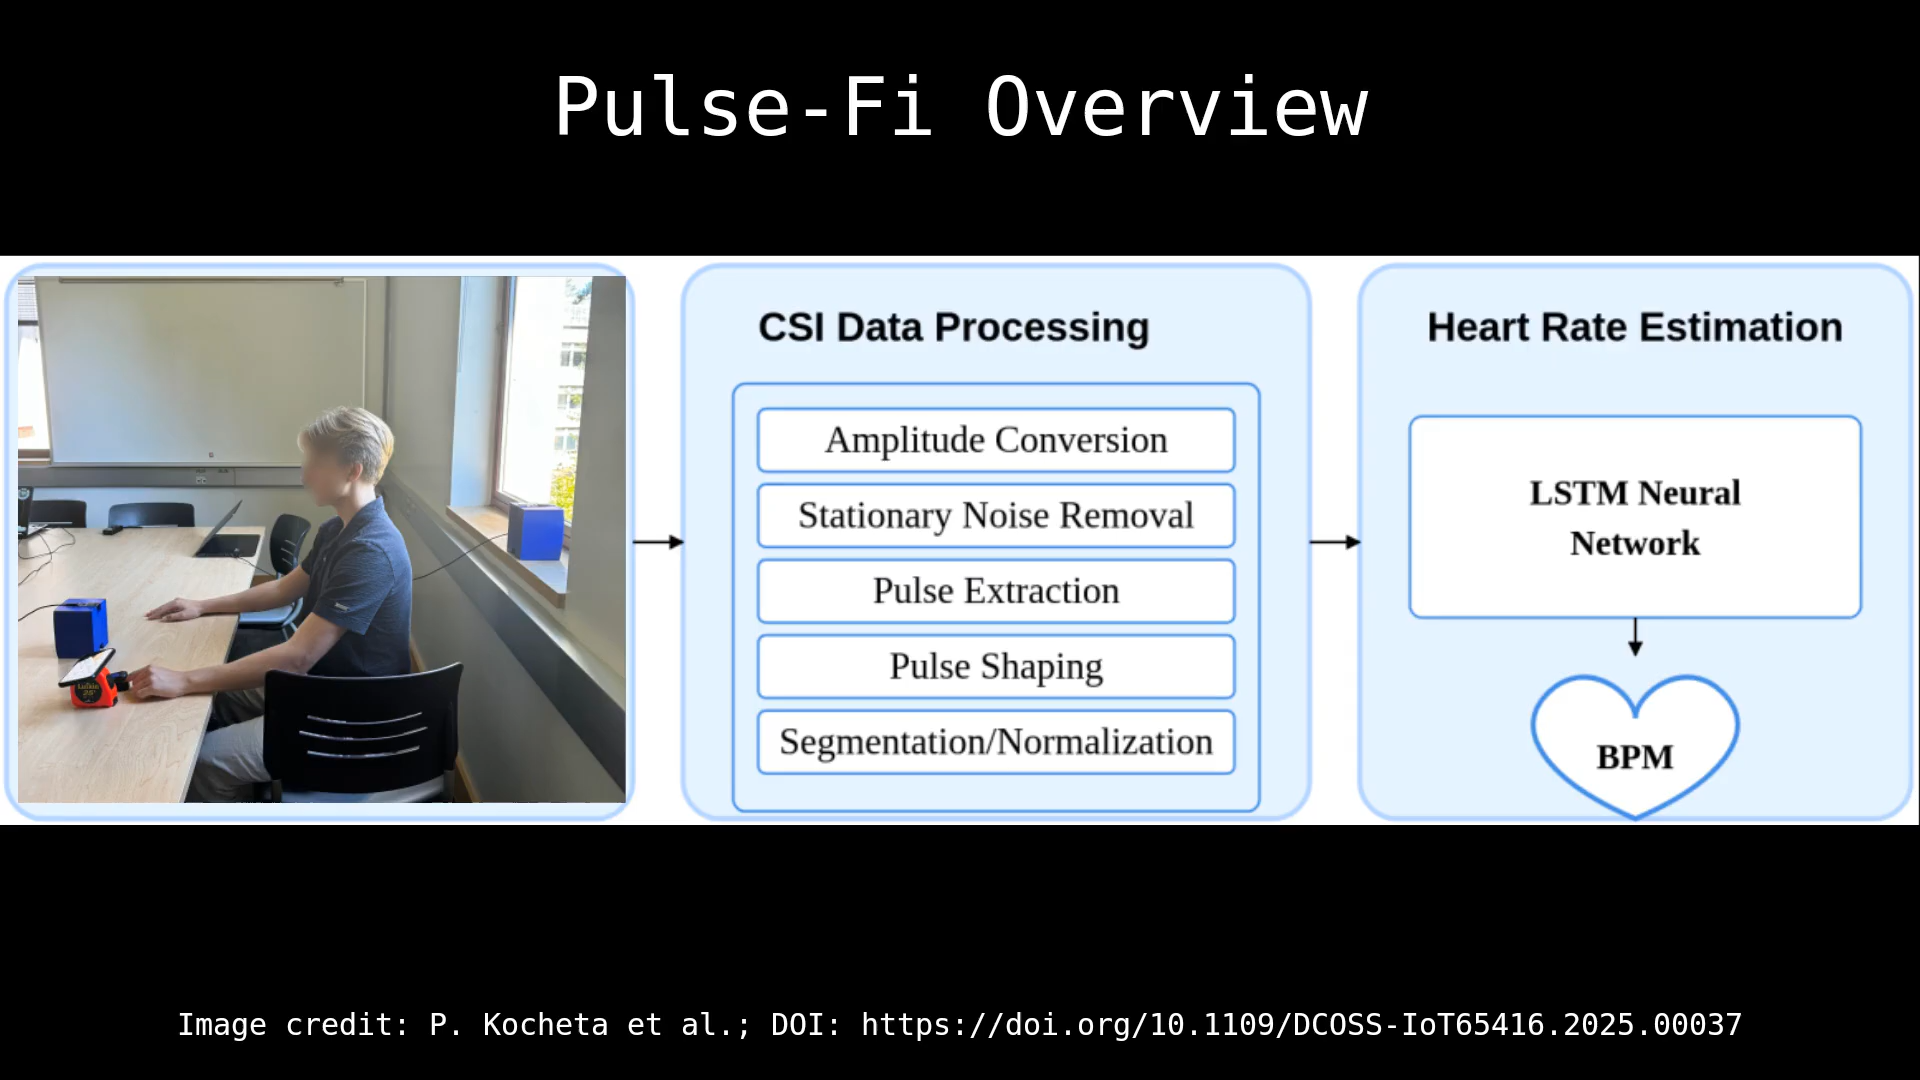 Pulse-Fi Overview
CSI Data Processing
Amplitude Conversion
Stationary Noise Removal
Pulse Extraction
Pulse Shaping
Segmentation/Normalization
Heart Rate Estimation
LSTM Neural
Network
BPM
Lufkin
25'
Image credit: P. Kocheta et al.; DOI: https://doi.org/10.1109/DCOSS-IoT65416.2025.00037